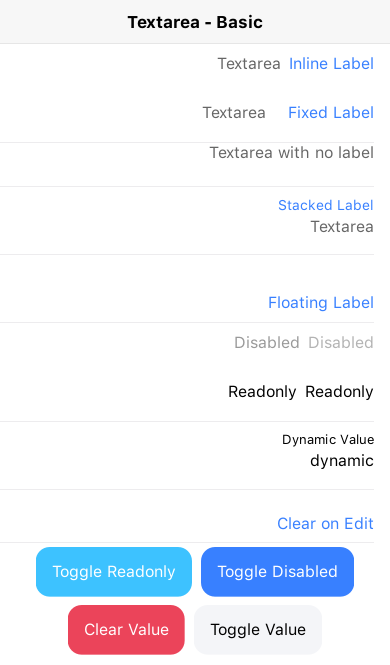 Textarea - Basic
Textarea Inline Label
Textarea Fixed Label
Textarea with no label
Stacked Label
Textarea
Floating Label
Disabled Disabled
Readonly Readonly
Dynamic Value
dynamic
Clear on Edit
Toggle Readonly Toggle Disabled
Clear Value Toggle Value